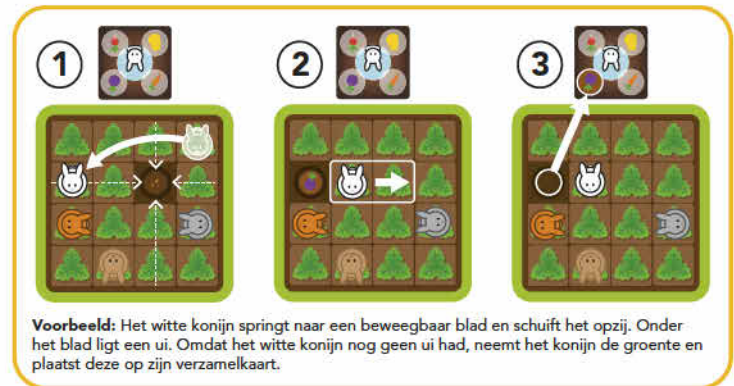 1
2
3
Voorbeeld: Het witte konijn springt naar een beweegbaar blad en schuift het opzij. Onder
het blad ligt een ui. Omdat het witte konijn nog geen ui had, neemt het konijn de groente en
plaatst deze op zijn verzamelkaart.